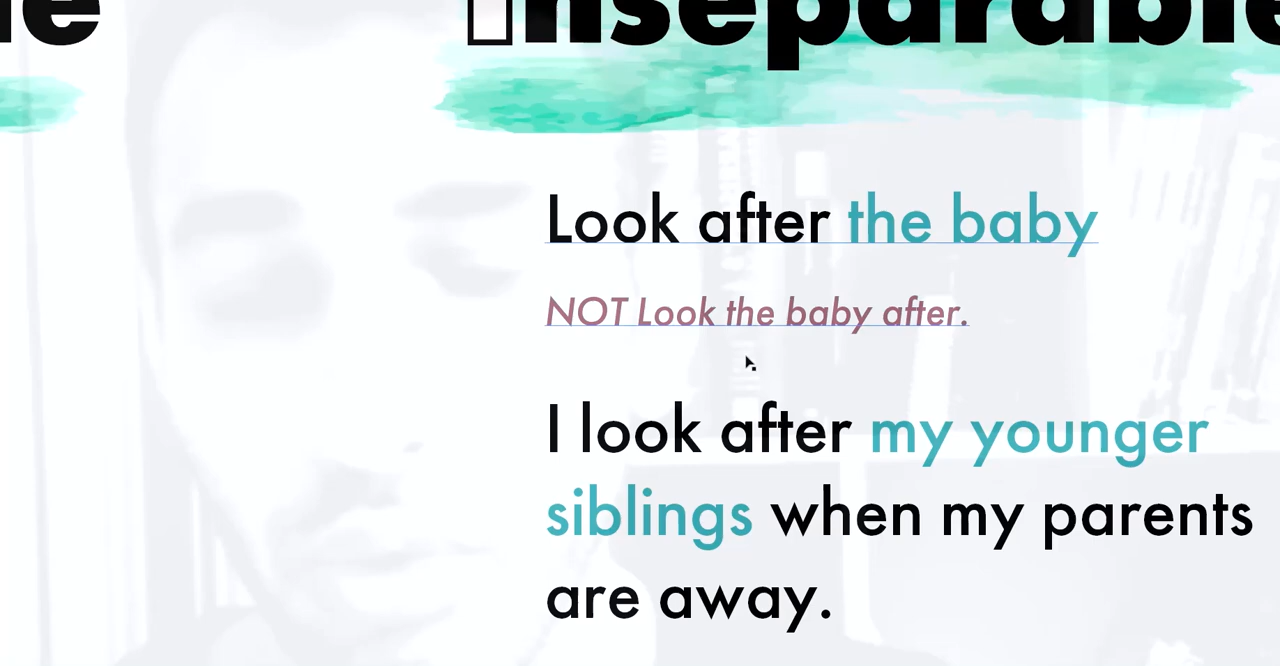 nseparable
Look after the baby
NOT Look the baby after.
I look after my younger
siblings when my parents
are away.